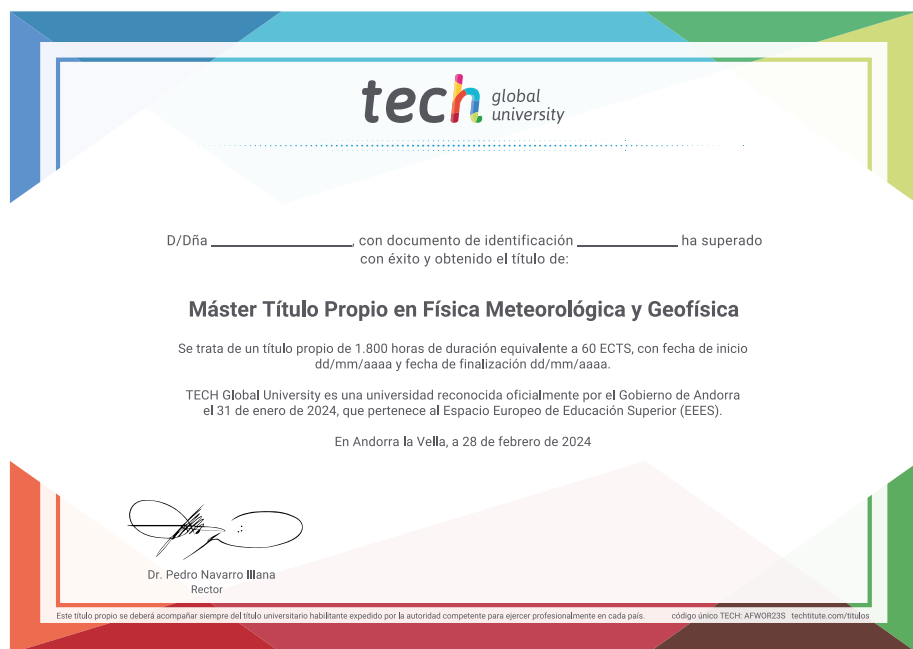 tech global
university
D/Dña ________________, con documento de identificación ____________ ha superado
con éxito y obtenido el título de:
Máster Título Propio en Física Meteorológica y Geofísica
Se trata de un título propio de 1.800 horas de duración equivalente a 60 ECTS, con fecha de inicio
dd/mm/aaaa y fecha de finalización dd/mm/aaaa.
TECH Global University es una universidad reconocida oficialmente por el Gobierno de Andorra
el 31 de enero de 2024, que pertenece al Espacio Europeo de Educación Superior (EEES).
En Andorra la Vella, a 28 de febrero de 2024
Dr. Pedro Navarro Illana
Rector
Este título propio se deberá acompañar siempre del título universitario habilitante expedido por la autoridad competente para ejercer profesionalmente en cada país. código único TECH: AFWOR23S techtitute.com/titulos